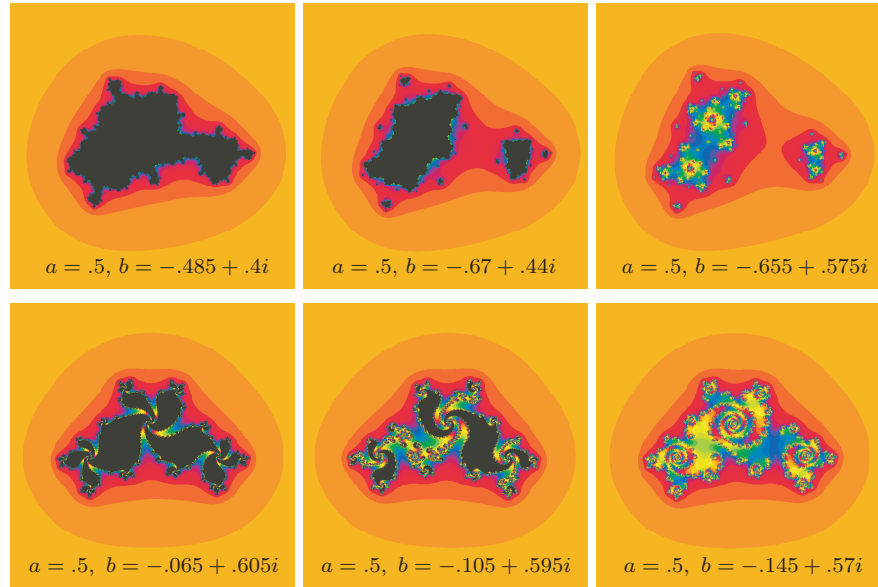 a = .5, b = −.485 + .4i
a = .5, b = −.67 + .44i
a = .5, b = −.655 + .575i
a = .5, b = −.065 + .605i
a = .5, b = −.105 + .595i
a = .5, b = −.145 + .57i